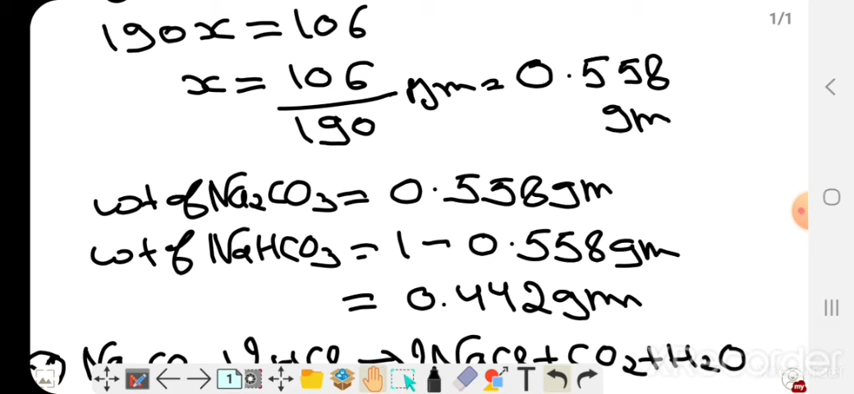 1/1
190x = 106
x = 106/190 gm = 0.558 gm
wt of Na₂CO₃ = 0.558 gm
wt of NaHCO₃ = 1 - 0.558 gm
= 0.442 gm
→ 2NaCl + CO₂ + H₂O